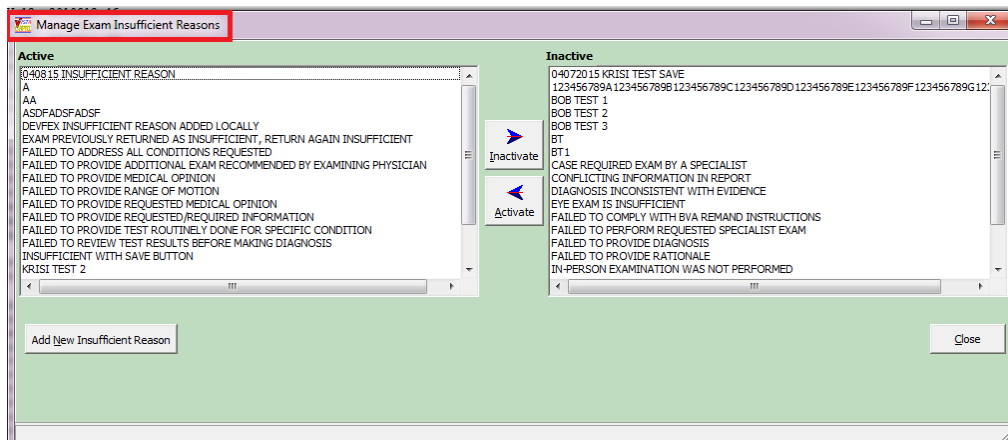 Manage Exam Insufficient Reasons
Active
040815 INSUFFICIENT REASON
A
AA
ASDFADSFADSF
DEVFEX INSUFFICIENT REASON ADDED LOCALLY
EXAM PREVIOUSLY RETURNED AS INSUFFICIENT, RETURN AGAIN INSUFFICIENT
FAILED TO ADDRESS ALL CONDITIONS REQUESTED
FAILED TO PROVIDE ADDITIONAL EXAM RECOMMENDED BY EXAMINING PHYSICIAN
FAILED TO PROVIDE MEDICAL OPINION
FAILED TO PROVIDE RANGE OF MOTION
FAILED TO PROVIDE REQUESTED MEDICAL OPINION
FAILED TO PROVIDE REQUESTED/REQUIRED INFORMATION
FAILED TO PROVIDE TEST ROUTINELY DONE FOR SPECIFIC CONDITION
FAILED TO REVIEW TEST RESULTS BEFORE MAKING DIAGNOSIS
INSUFFICIENT WITH SAVE BUTTON
KRISI TEST 2
Inactivate
Activate
Inactive
04072015 KRISI TEST SAVE
123456789A123456789B123456789C123456789D123456789E123456789F123456789G12
BOB TEST 1
BOB TEST 2
BOB TEST 3
BT
BT1
CASE REQUIRED EXAM BY A SPECIALIST
CONFLICTING INFORMATION IN REPORT
DIAGNOSIS INCONSISTENT WITH EVIDENCE
EYE EXAM IS INSUFFICIENT
FAILED TO COMPLY WITH BVA REMAND INSTRUCTIONS
FAILED TO PERFORM REQUESTED SPECIALIST EXAM
FAILED TO PROVIDE DIAGNOSIS
FAILED TO PROVIDE RATIONALE
IN-PERSON EXAMINATION WAS NOT PERFORMED
Add New Insufficient Reason
Close